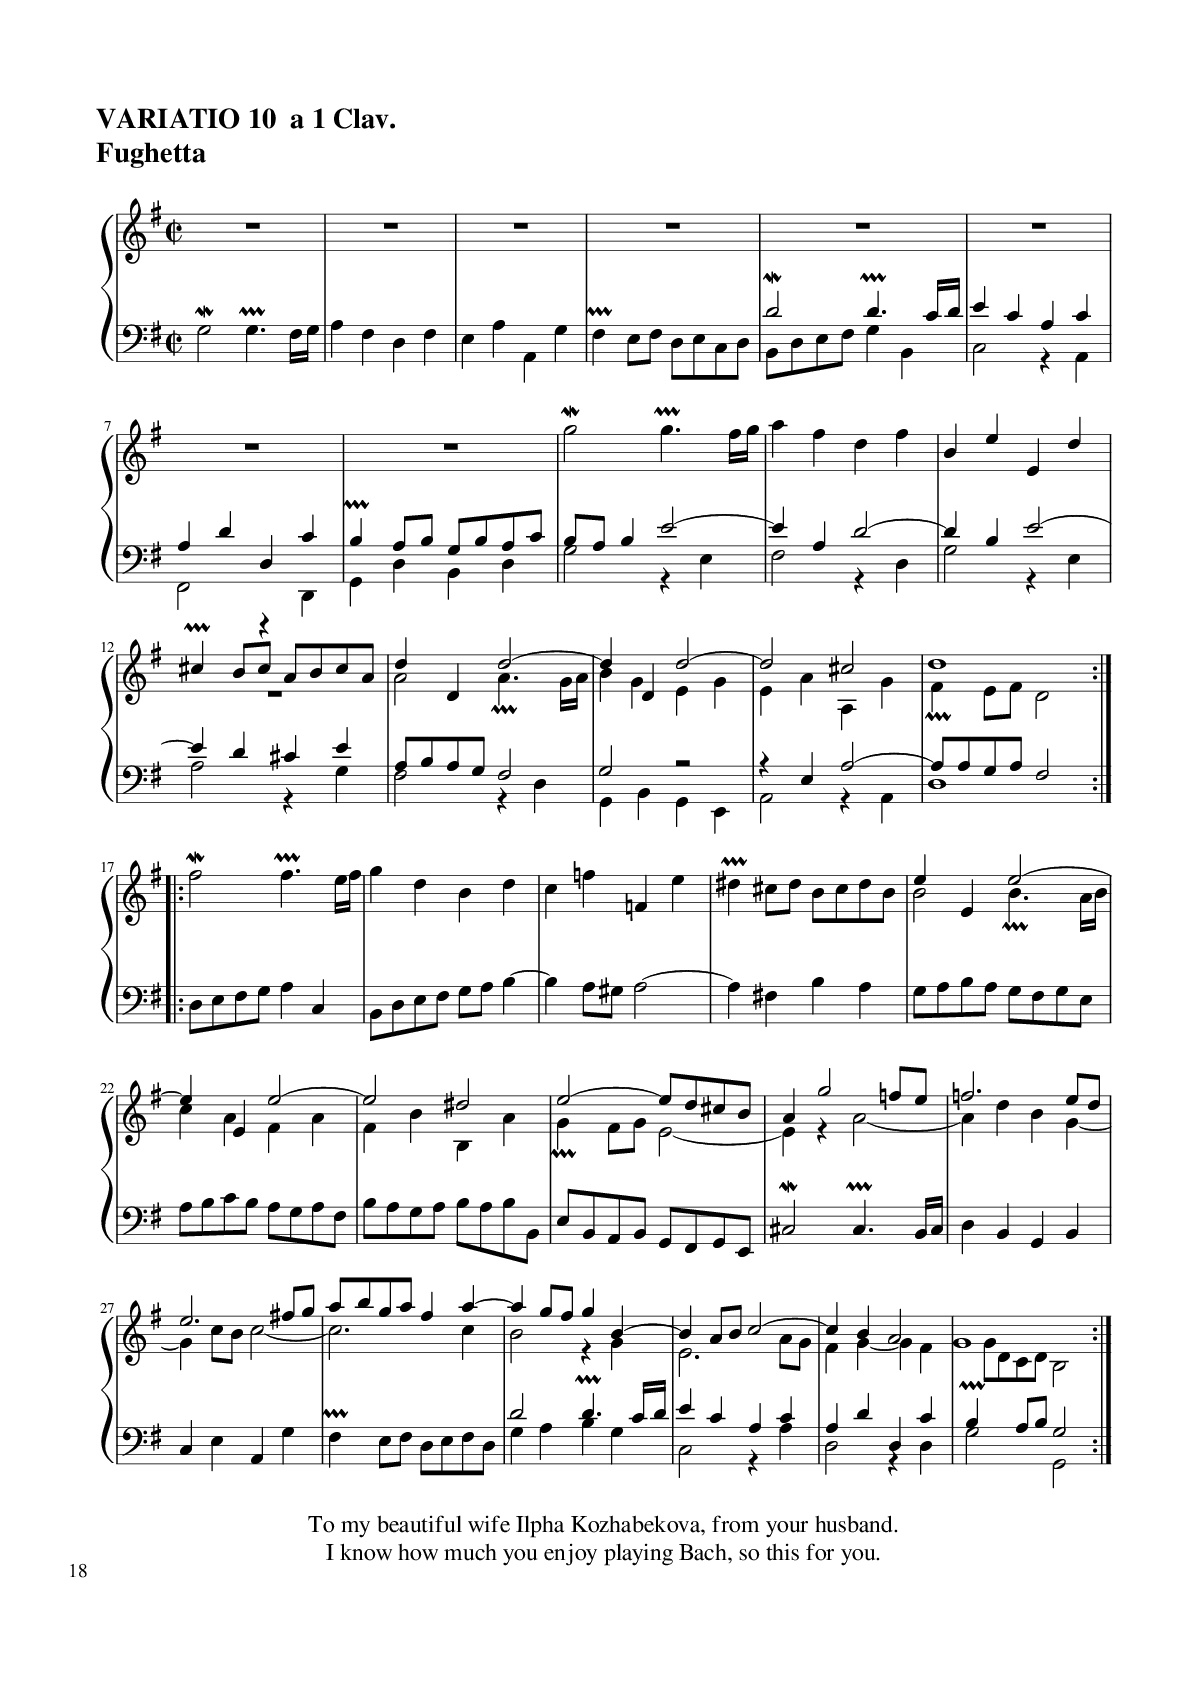 VARIATIO 10 a 1 Clav.
Fughetta
7
12
17
22
27
To my beautiful wife Ilpha Kozhabekova, from your husband.
I know how much you enjoy playing Bach, so this for you.
18